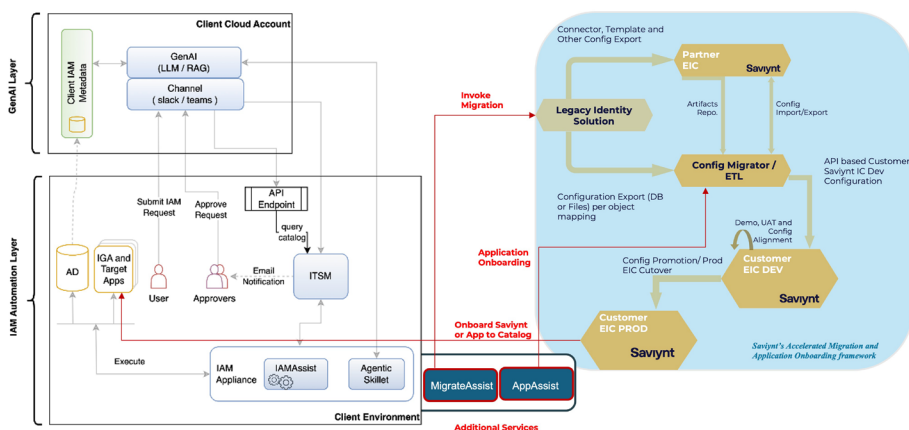 Client Cloud Account
GenAI Layer
Client IAM
Metadata
GenAI
(LLM / RAG)
Channel
( slack / teams)
Submit IAM
Request
Approve
Request
API
Endpoint
query
catalog
IAM Automation Layer
AD
IGA and
Target
Apps
User
Approvers
Email
Notification
ITSM
Execute
IAM
Appliance
IAMAssist
Agentic
Skillet
Client Environment
MigrateAssist
AppAssist
Additional Services
Invoke
Migration
Application
Onboarding
Onboard Saviynt
or App to Catalog
Connector, Template and
Other Config Export
Partner
EIC
Saviynt
Legacy Identity
Solution
Artifacts
Repo.
Config
Import/Export
Config Migrator /
ETL
API based Customer
Saviynt IC Dev
Configuration
Configuration Export (DB
or Files) per object
mapping
Demo, UAT and
Config
Alignment
Customer
EIC DEV
Saviynt
Config Promotion/ Prod
EIC Cutover
Customer
EIC PROD
Saviynt
Saviynt's Accelerated Migration and
Application Onboarding framework